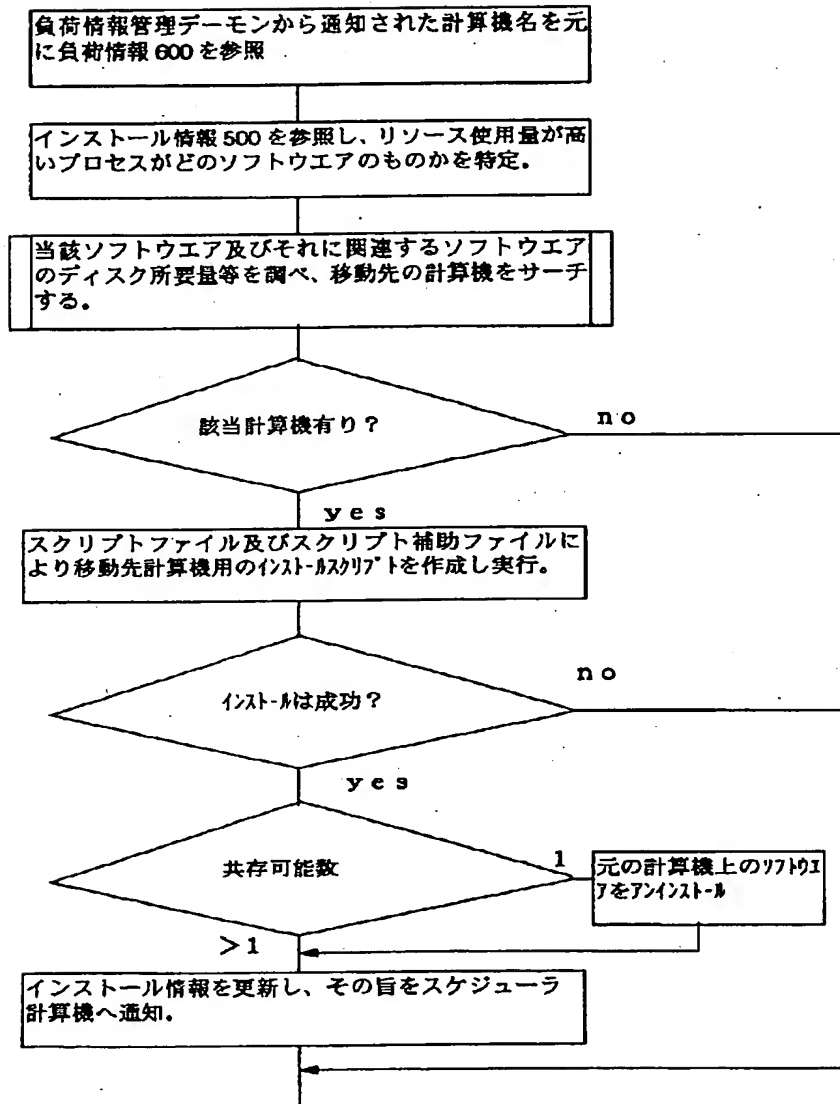 負荷情報管理デーモンから通知された計算機名を元
に負荷情報600を参照
インストール情報500を参照し、リソース使用量が高
いプロセスがどのソフトウエアのものかを特定。
当該ソフトウエア及びそれに関連するソフトウエア
のディスク所要量等を調べ、移動先の計算機をサーチ
する。
該当計算機有り?
no
yes
スクリプトファイル及びスクリプト補助ファイルに
より移動先計算機用のインストールスクリプトを作成し実行。
インストールは成功?
no
yes
共存可能数
1
元の計算機上のソフトウエ
アをアンインストール
>1
インストール情報を更新し、その旨をスケジューラ
計算機へ通知。